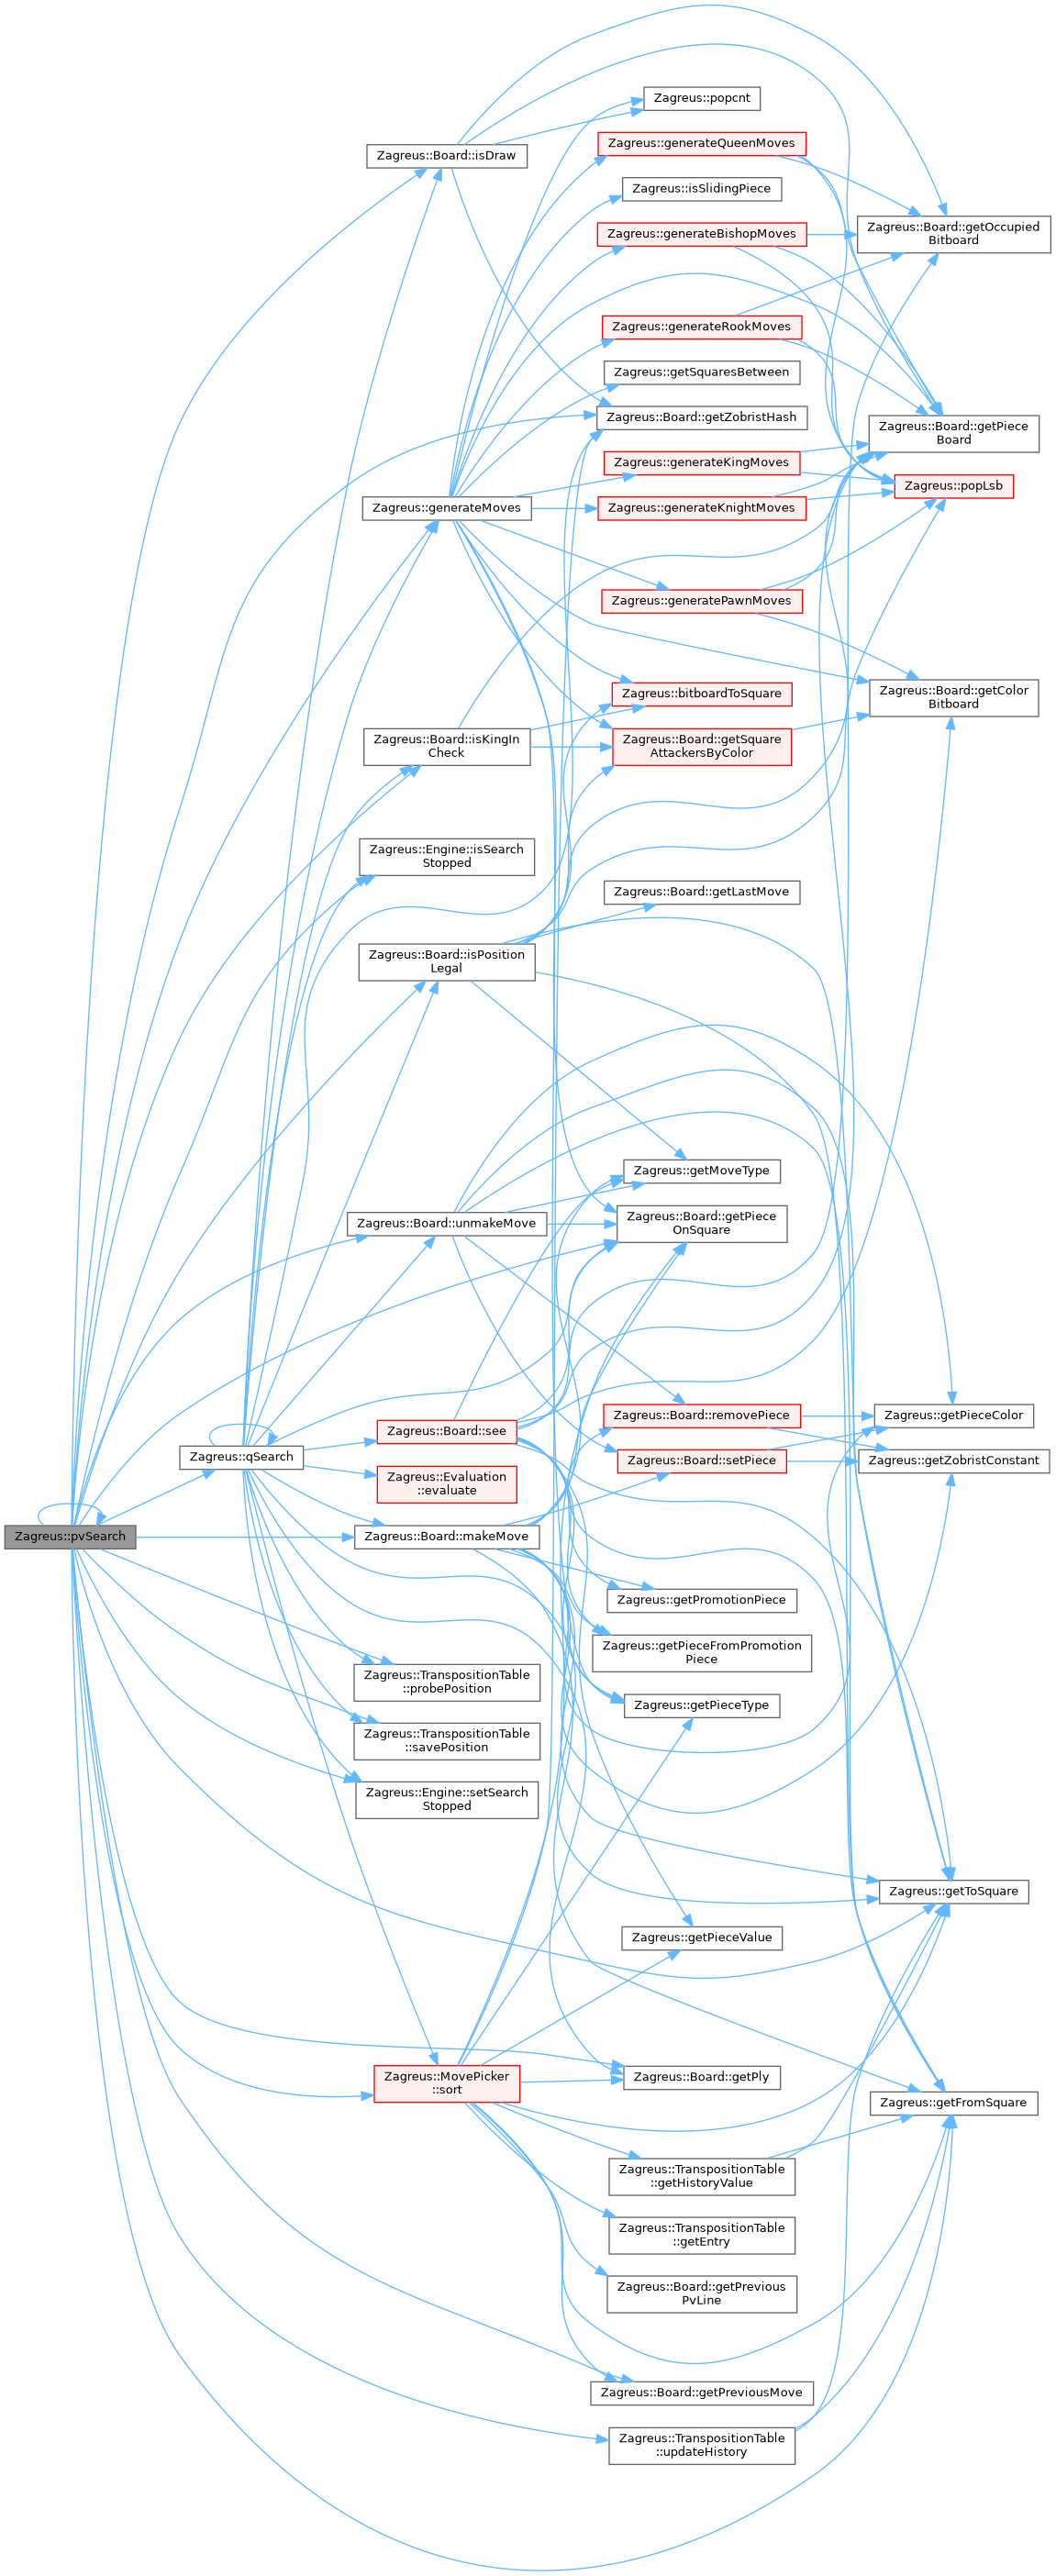 Zagreus::pvSearch
Zagreus::Board::isDraw
Zagreus::generateMoves
Zagreus::Board::isKingIn
Check
Zagreus::Engine::isSearch
Stopped
Zagreus::Board::isPosition
Legal
Zagreus::Board::unmakeMove
Zagreus::qSearch
Zagreus::Board::see
Zagreus::Evaluation
::evaluate
Zagreus::Board::makeMove
Zagreus::TranspositionTable
::probePosition
Zagreus::TranspositionTable
::savePosition
Zagreus::Engine::setSearch
Stopped
Zagreus::MovePicker
::sort
Zagreus::popcnt
Zagreus::generateQueenMoves
Zagreus::isSlidingPiece
Zagreus::generateBishopMoves
Zagreus::generateRookMoves
Zagreus::getSquaresBetween
Zagreus::Board::getZobristHash
Zagreus::generateKingMoves
Zagreus::generateKnightMoves
Zagreus::generatePawnMoves
Zagreus::bitboardToSquare
Zagreus::Board::getSquare
AttackersByColor
Zagreus::Board::getLastMove
Zagreus::getMoveType
Zagreus::Board::getPiece
OnSquare
Zagreus::Board::removePiece
Zagreus::Board::setPiece
Zagreus::getPromotionPiece
Zagreus::getPieceFromPromotion
Piece
Zagreus::getPieceType
Zagreus::getPieceValue
Zagreus::Board::getPly
Zagreus::TranspositionTable
::getHistoryValue
Zagreus::TranspositionTable
::getEntry
Zagreus::Board::getPrevious
PvLine
Zagreus::Board::getPreviousMove
Zagreus::TranspositionTable
::updateHistory
Zagreus::Board::getOccupied
Bitboard
Zagreus::Board::getPiece
Board
Zagreus::popLsb
Zagreus::Board::getColor
Bitboard
Zagreus::getPieceColor
Zagreus::getZobristConstant
Zagreus::getToSquare
Zagreus::getFromSquare